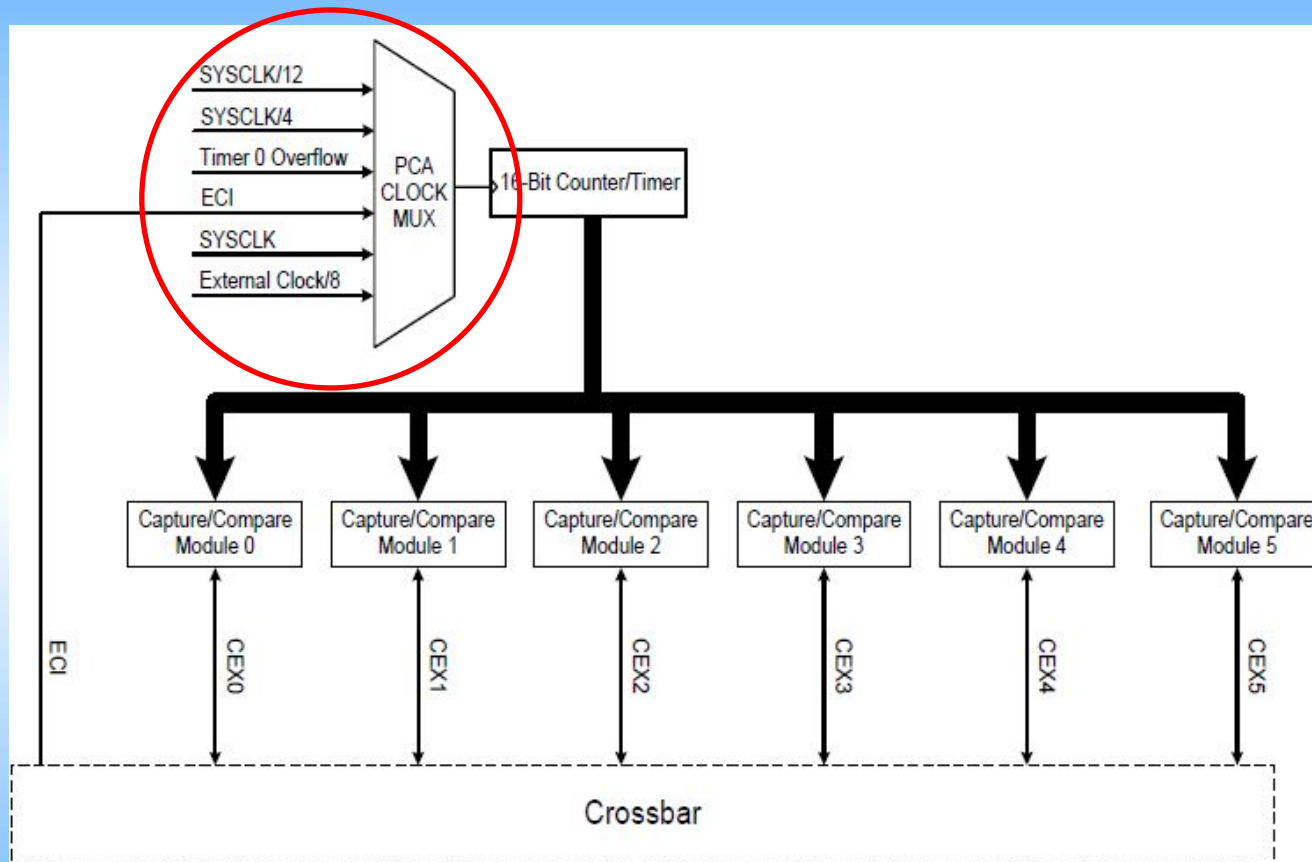 SYSCLK/12
SYSCLK/4
Timer 0 Overflow
ECI
SYSCLK
External Clock/8
PCA
CLOCK
MUX
16-Bit Counter/Timer
Capture/Compare
Module 0
Capture/Compare
Module 1
Capture/Compare
Module 2
Capture/Compare
Module 3
Capture/Compare
Module 4
Capture/Compare
Module 5
ECI
CEX0
CEX1
CEX2
CEX3
CEX4
CEX5
Crossbar